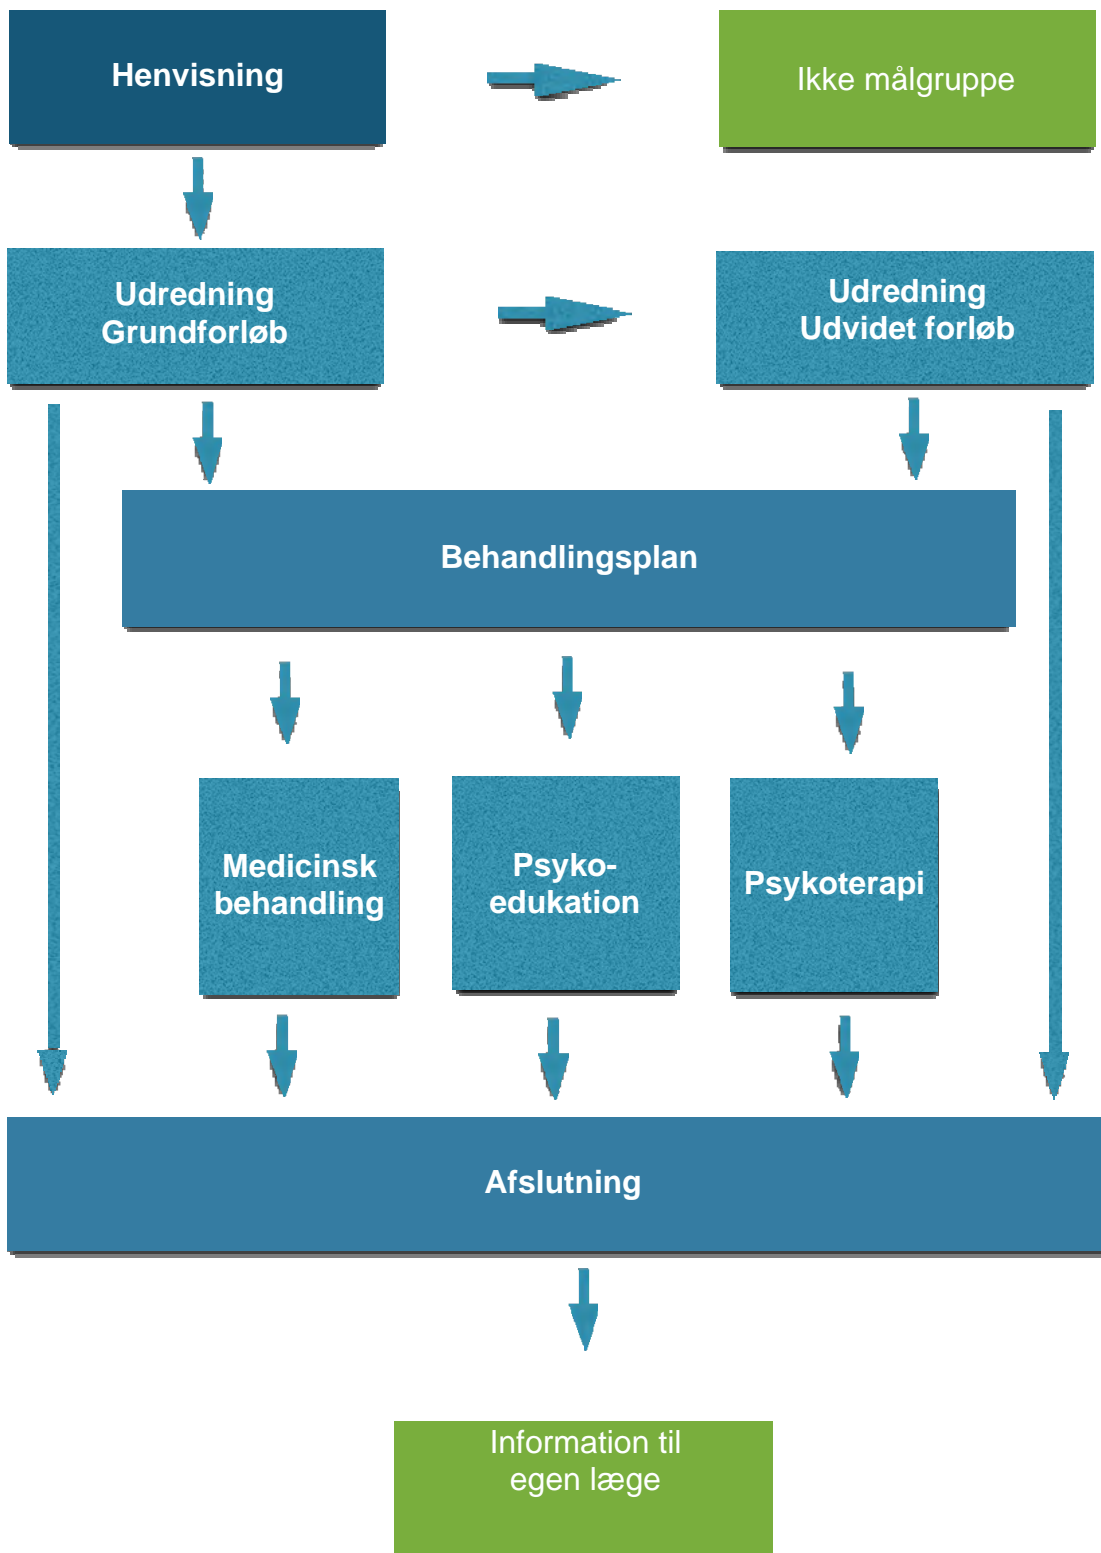 Henvisning
Ikke målgruppe
Udredning
Grundforløb
Udredning
Udvidet forløb
Behandlingsplan
Medicinsk
behandling
Psyko-
edukation
Psykoterapi
Afslutning
Information til
egen læge